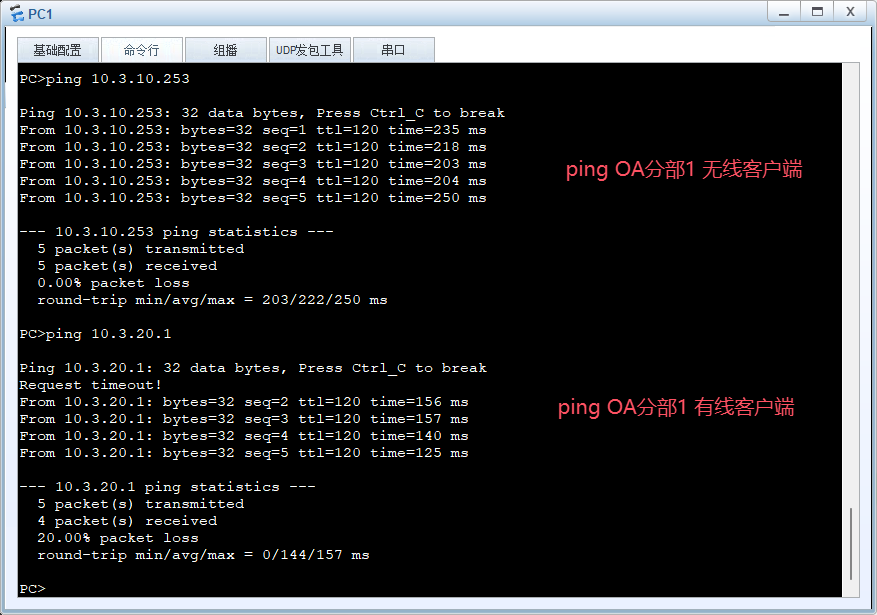 PC1
基础配置 命令行 组播 UDP发包工具 串口
PC>ping 10.3.10.253
Ping 10.3.10.253: 32 data bytes, Press Ctrl_C to break
From 10.3.10.253: bytes=32 seq=1 ttl=120 time=235 ms
From 10.3.10.253: bytes=32 seq=2 ttl=120 time=218 ms
From 10.3.10.253: bytes=32 seq=3 ttl=120 time=203 ms
ping OA分部1 无线客户端
From 10.3.10.253: bytes=32 seq=4 ttl=120 time=204 ms
From 10.3.10.253: bytes=32 seq=5 ttl=120 time=250 ms
--- 10.3.10.253 ping statistics ---
5 packet(s) transmitted
5 packet(s) received
0.00% packet loss
round-trip min/avg/max = 203/222/250 ms
PC>ping 10.3.20.1
Ping 10.3.20.1: 32 data bytes, Press Ctrl_C to break
Request timeout!
From 10.3.20.1: bytes=32 seq=2 ttl=120 time=156 ms
ping OA分部1 有线客户端
From 10.3.20.1: bytes=32 seq=3 ttl=120 time=157 ms
From 10.3.20.1: bytes=32 seq=4 ttl=120 time=140 ms
From 10.3.20.1: bytes=32 seq=5 ttl=120 time=125 ms
--- 10.3.20.1 ping statistics ---
5 packet(s) transmitted
4 packet(s) received
20.00% packet loss
round-trip min/avg/max = 0/144/157 ms
PC>